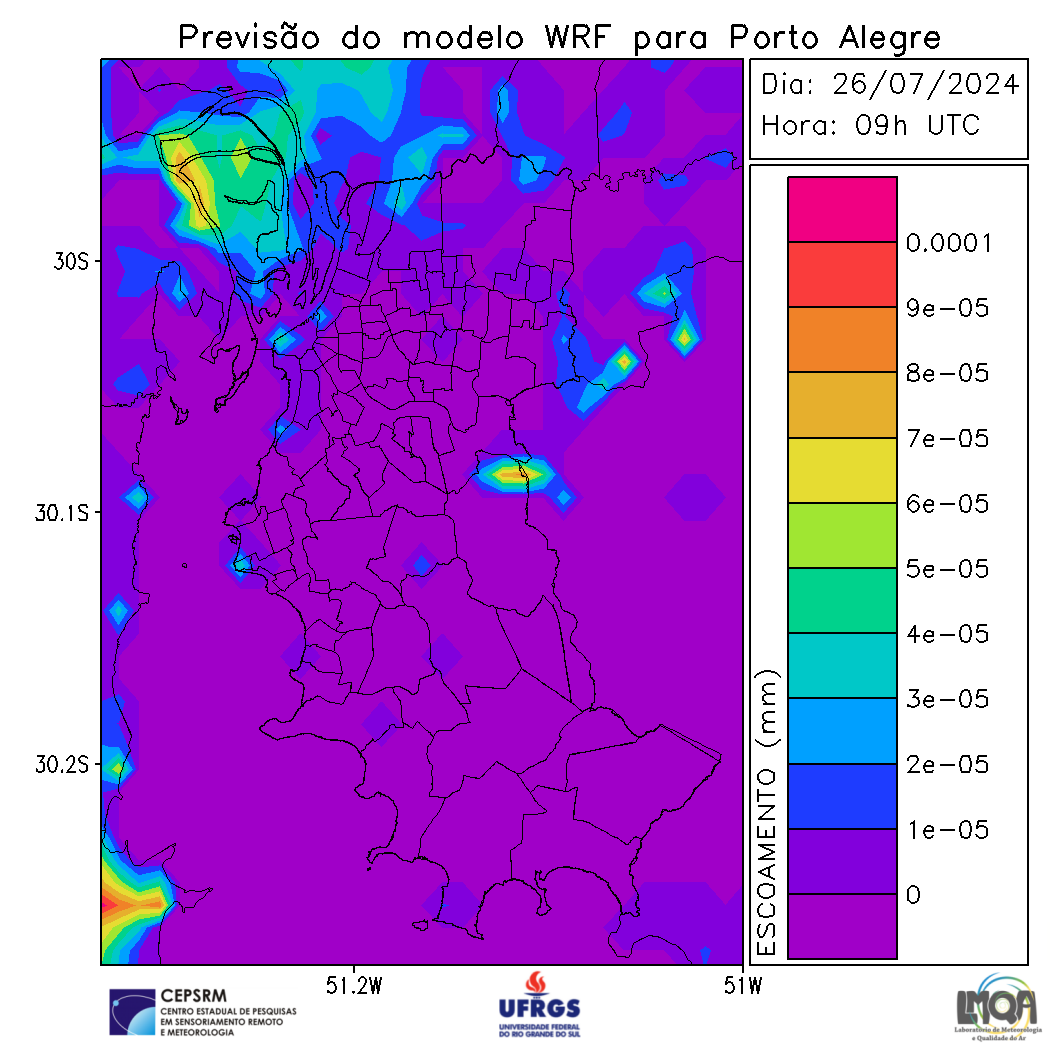 Previsão do modelo WRF para Porto Alegre
Dia: 26/07/2024
Hora: 09h UTC
0.0001
9e-05
8e-05
7e-05
6e-05
5e-05
4e-05
3e-05
2e-05
1e-05
0
ESCOAMENTO (mm)
30S
30.1S
30.2S
51.2W
51W
CEPSRM
CENTRO ESTADUAL DE PESQUISAS
EM SENSORIAMENTO REMOTO
E METEOROLOGIA
UFRGS
UNIVERSIDADE FEDERAL
DO RIO GRANDE DO SUL
LMQA
Laboratório de Meteorologia
e Qualidade do Ar